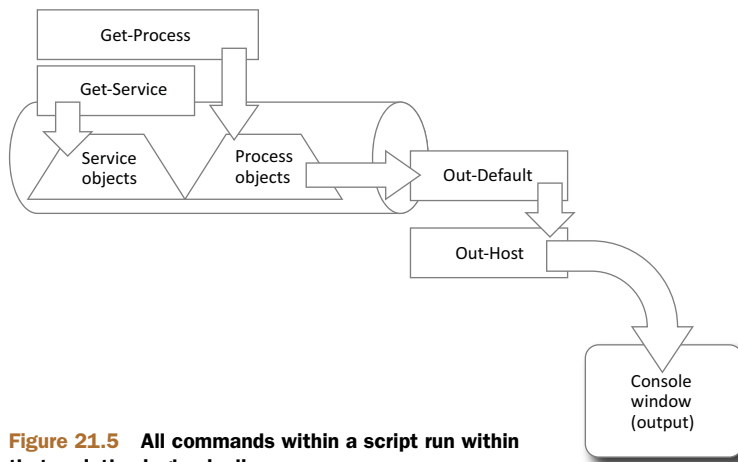 Get-Process
Get-Service
Service
objects
Process
objects
Out-Default
Out-Host
Console
window
(output)
Figure 21.5 All commands within a script run within